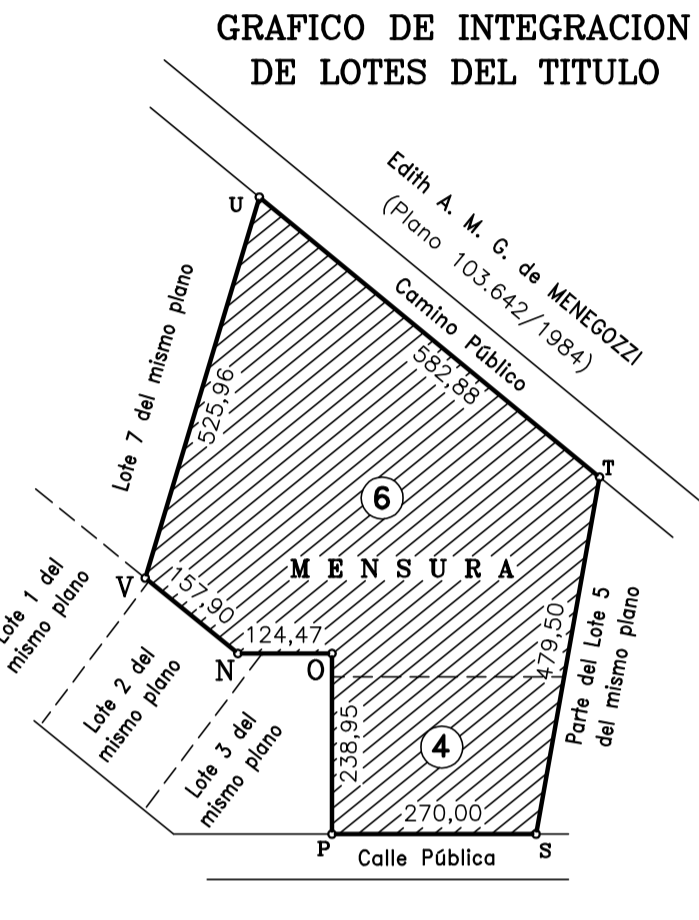 GRAFICO DE INTEGRACION
DE LOTES DEL TITULO
Edith A. M. G. de MENEGOZZI
(Plano 103.642/1984)
Camino Público
582,88
U
T
Lote 7 del mismo plano
525,96
6
MENSURA
V
157,90
124,47
N
O
479,50
Parte del Lote 5
del mismo plano
Lote 1 del
mismo plano
Lote 2 del
mismo plano
Lote 3 del
mismo plano
238,95
4
270,00
P
S
Calle Pública